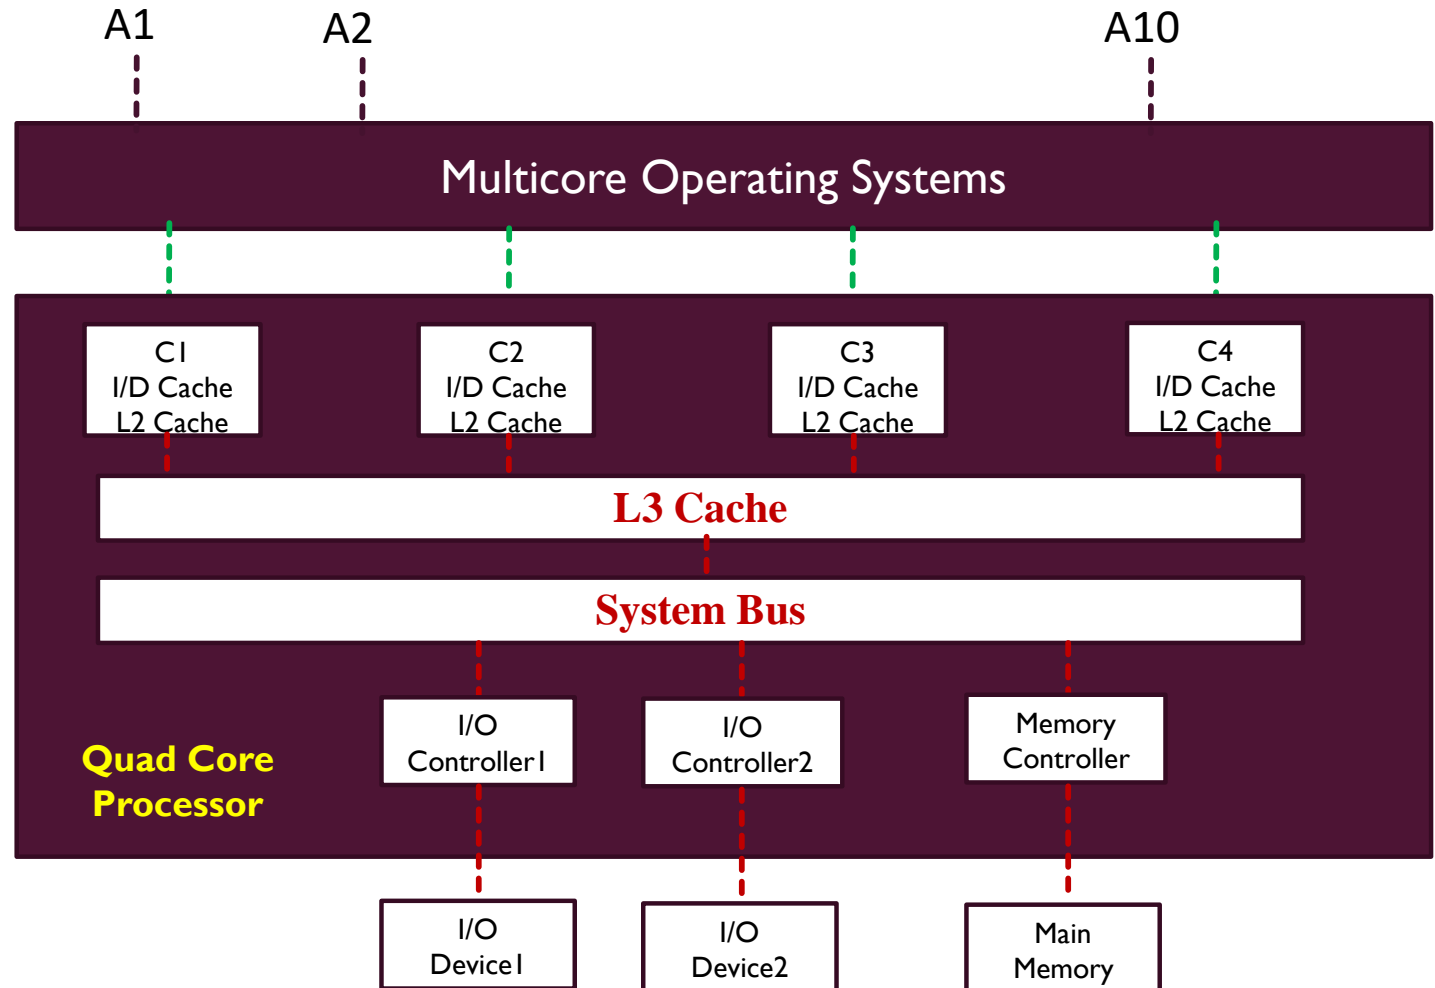 A1
A2
A10
Multicore Operating Systems
C1
I/D Cache
L2 Cache
C2
I/D Cache
L2 Cache
C3
I/D Cache
L2 Cache
C4
I/D Cache
L2 Cache
L3 Cache
System Bus
Quad Core
Processor
I/O
Controller1
I/O
Controller2
Memory
Controller
I/O
Device1
I/O
Device2
Main
Memory